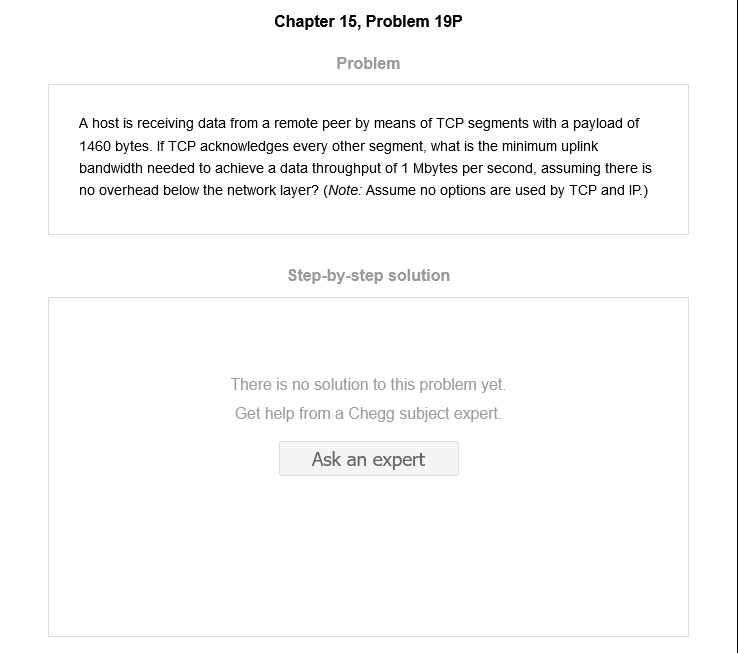 Chapter 15, Problem 19P
Problem
A host is receiving data from a remote peer by means of TCP segments with a payload of
1460 bytes. If TCP acknowledges every other segment, what is the minimum uplink
bandwidth needed to achieve a data throughput of 1 Mbytes per second, assuming there is
no overhead below the network layer? (Note: Assume no options are used by TCP and IP.)
Step-by-step solution
There is no solution to this problem yet.
Get help from a Chegg subject expert.
Ask an expert